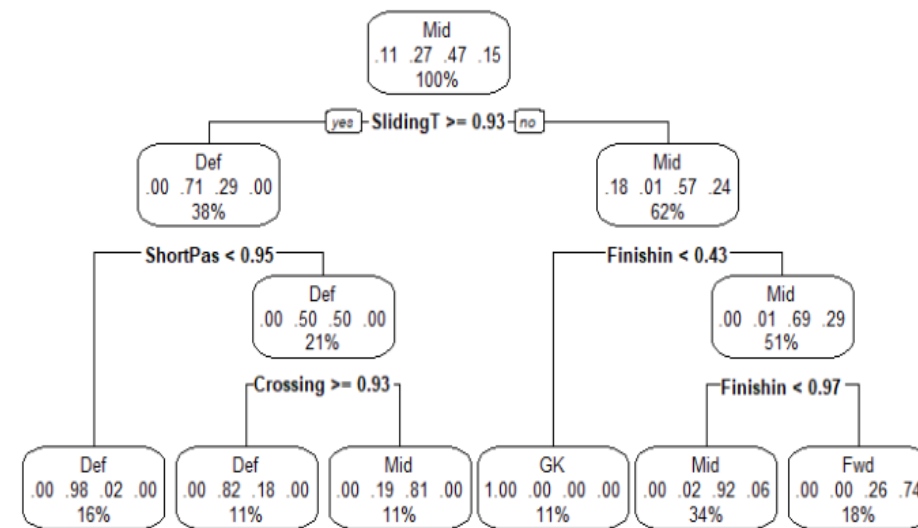 Mid
.11 .27 .47 .15
100%
yes SlidingT >= 0.93 no
Def
.00 .71 .29 .00
38%
Mid
.18 .01 .57 .24
62%
ShortPas < 0.95
Finishin < 0.43
Def
.00 .50 .50 .00
21%
Mid
.00 .01 .69 .29
51%
Crossing >= 0.93
Finishin < 0.97
Def
.00 .98 .02 .00
16%
Def
.00 .82 .18 .00
11%
Mid
.00 .19 .81 .00
11%
GK
1.00 .00 .00 .00
11%
Mid
.00 .02 .92 .06
34%
Fwd
.00 .00 .26 .74
18%